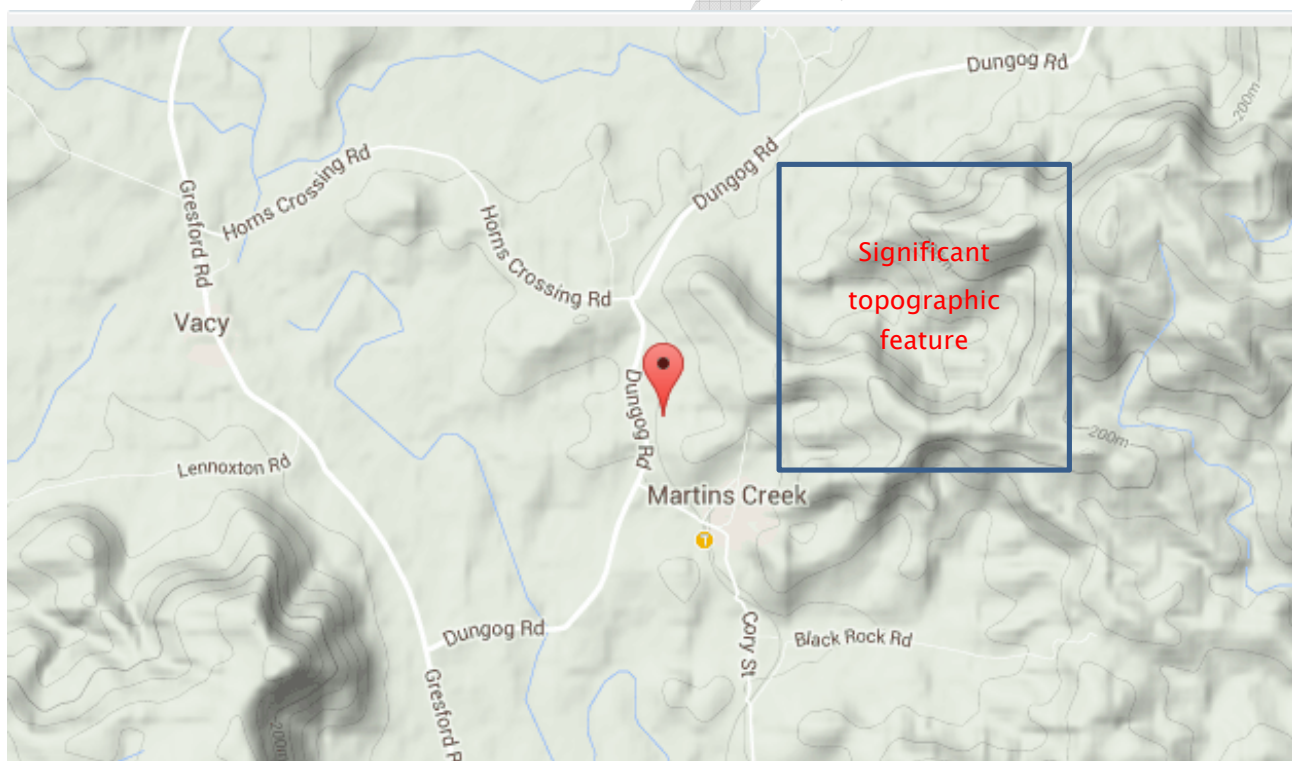 Dungog Rd
200m
Dungog Rd
Horns Crossing Rd
Gresford Rd
Horns Crossing Rd
Significant
topographic
feature
Vacy
Dungog Rd
200m
Lennoxton Rd
Martins Creek
T
Dungog Rd
Cory St
Black Rock Rd
Gresford R